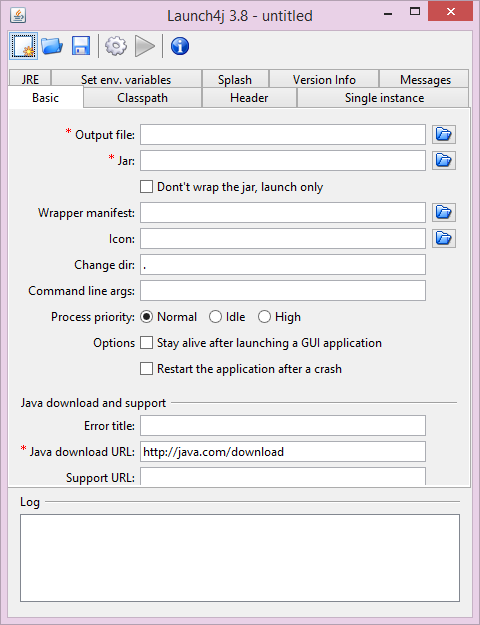 Launch4j 3.8 - untitled
JRE Set env. variables Splash Version Info Messages
Basic Classpath Header Single instance
* Output file:
* Jar:
Dont't wrap the jar, launch only
Wrapper manifest:
Icon:
Change dir: .
Command line args:
Process priority: Normal Idle High
Options Stay alive after launching a GUI application
Restart the application after a crash
Java download and support
Error title:
* Java download URL: http://java.com/download
Support URL:
Log